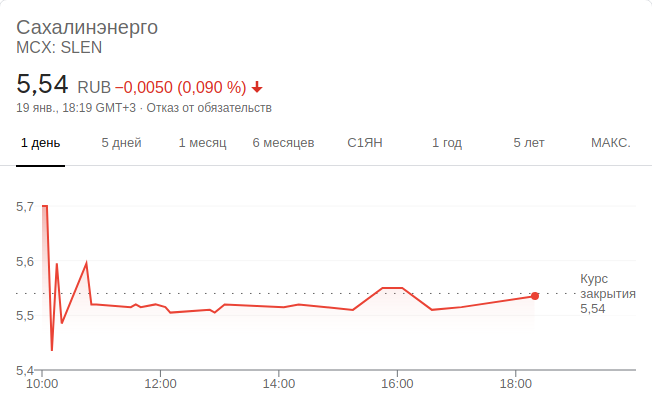 Сахалинэнерго
MCX: SLEN
5,54 RUB −0,0050 (0,090 %)
19 янв., 18:19 GMT+3 · Отказ от обязательств
1 день 5 дней 1 месяц 6 месяцев С1ЯН 1 год 5 лет МАКС.
5,7
5,6
Курс
закрытия
5,54
5,5
5,4
10:00 12:00 14:00 16:00 18:00